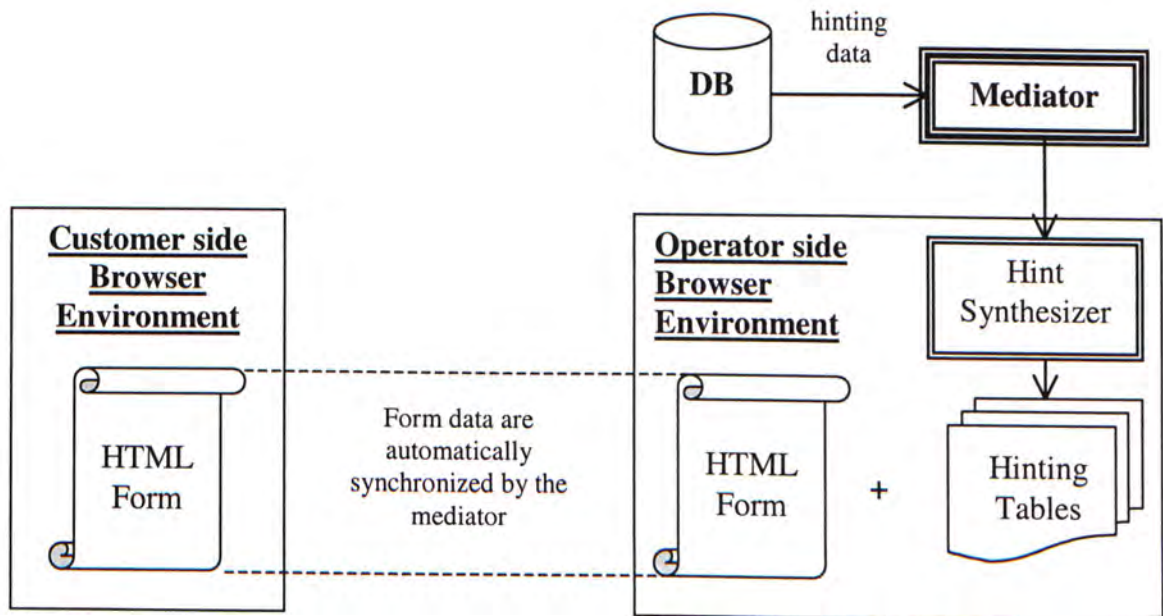 hinting
data
DB
Mediator
Customer side
Browser
Environment
Operator side
Browser
Environment
Hint
Synthesizer
HTML
Form
Form data are
automatically
synchronized by the
mediator
HTML
Form
+
Hinting
Tables